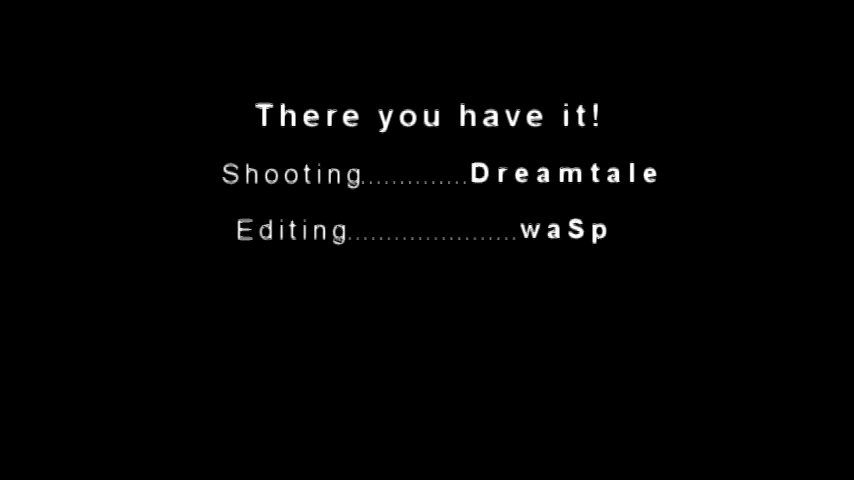 There you have it!
Shooting..............Dreamtale
Editing......................waSp